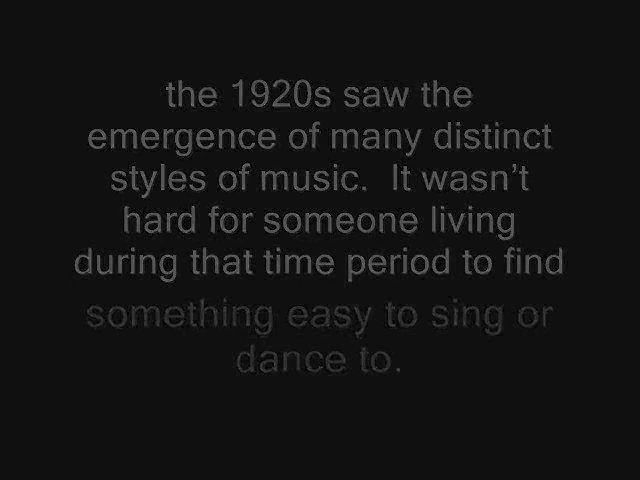 the 1920s saw the
emergence of many distinct
styles of music.  It wasn’t
hard for someone living
during that time period to find
something easy to sing or
dance to.